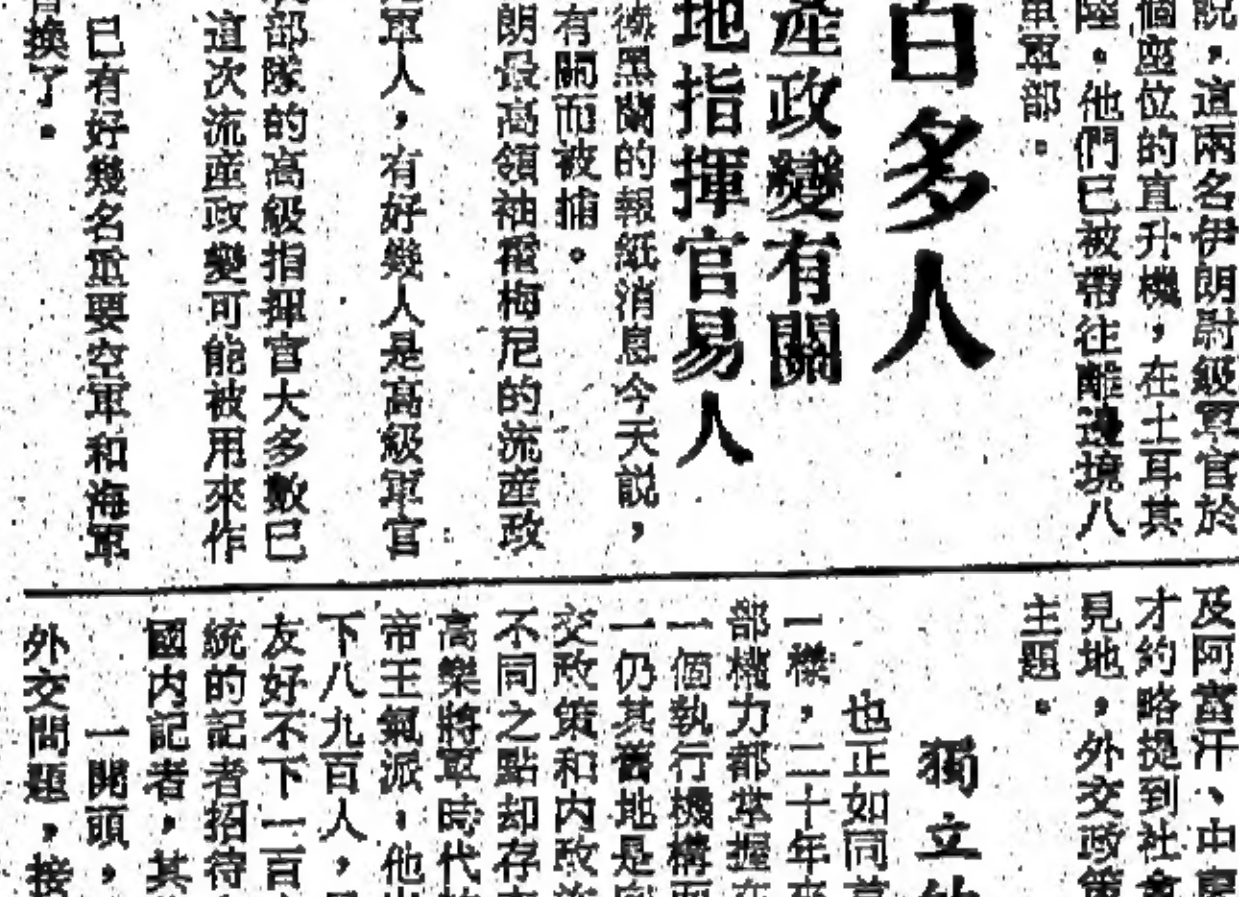 説，這兩名伊朗尉級軍官於
個座位的直升機，在土耳其
陸。他們已被帶往離邊境八
軍部。
百多人
產政變有關
地指揮官易人
德黑蘭的報紙消息今天説，
有關而被捕。
朗最高領袖霍梅尼的流產政
軍人，有好幾人是高級軍官
部隊的高級指揮官大多數已
這次流產政變可能被用來作
已有好幾名重要空軍和海軍
換了。
及阿富汗、中
才約略提到社會
見地，外交政策
主題。
獨立
也正如同
一樣，二十年來
部權力都掌握在
一個執行機構而
一仍其舊地是
交政策和内政
不同之點却存在
高樂將軍時代
帝王氣派，他
下八九百人，
友好不下一二百
統的記者招待
國内記者，其
一開頭，
外交問題，接